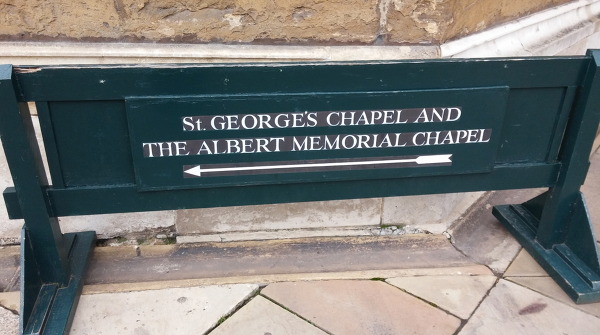 St. GEORGE'S CHAPEL AND
THE ALBERT MEMORIAL CHAPEL